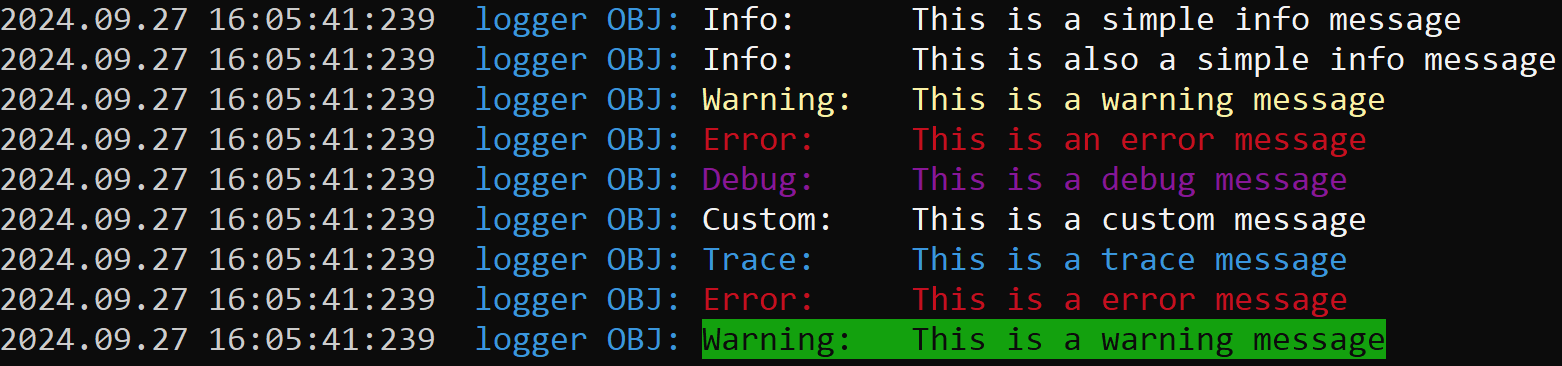 2024.09.27 16:05:41:239  logger OBJ: Info:      This is a simple info message
2024.09.27 16:05:41:239  logger OBJ: Info:      This is also a simple info message
2024.09.27 16:05:41:239  logger OBJ: Warning:   This is a warning message
2024.09.27 16:05:41:239  logger OBJ: Error:     This is an error message
2024.09.27 16:05:41:239  logger OBJ: Debug:     This is a debug message
2024.09.27 16:05:41:239  logger OBJ: Custom:    This is a custom message
2024.09.27 16:05:41:239  logger OBJ: Trace:     This is a trace message
2024.09.27 16:05:41:239  logger OBJ: Error:     This is a error message
2024.09.27 16:05:41:239  logger OBJ: Warning:   This is a warning message